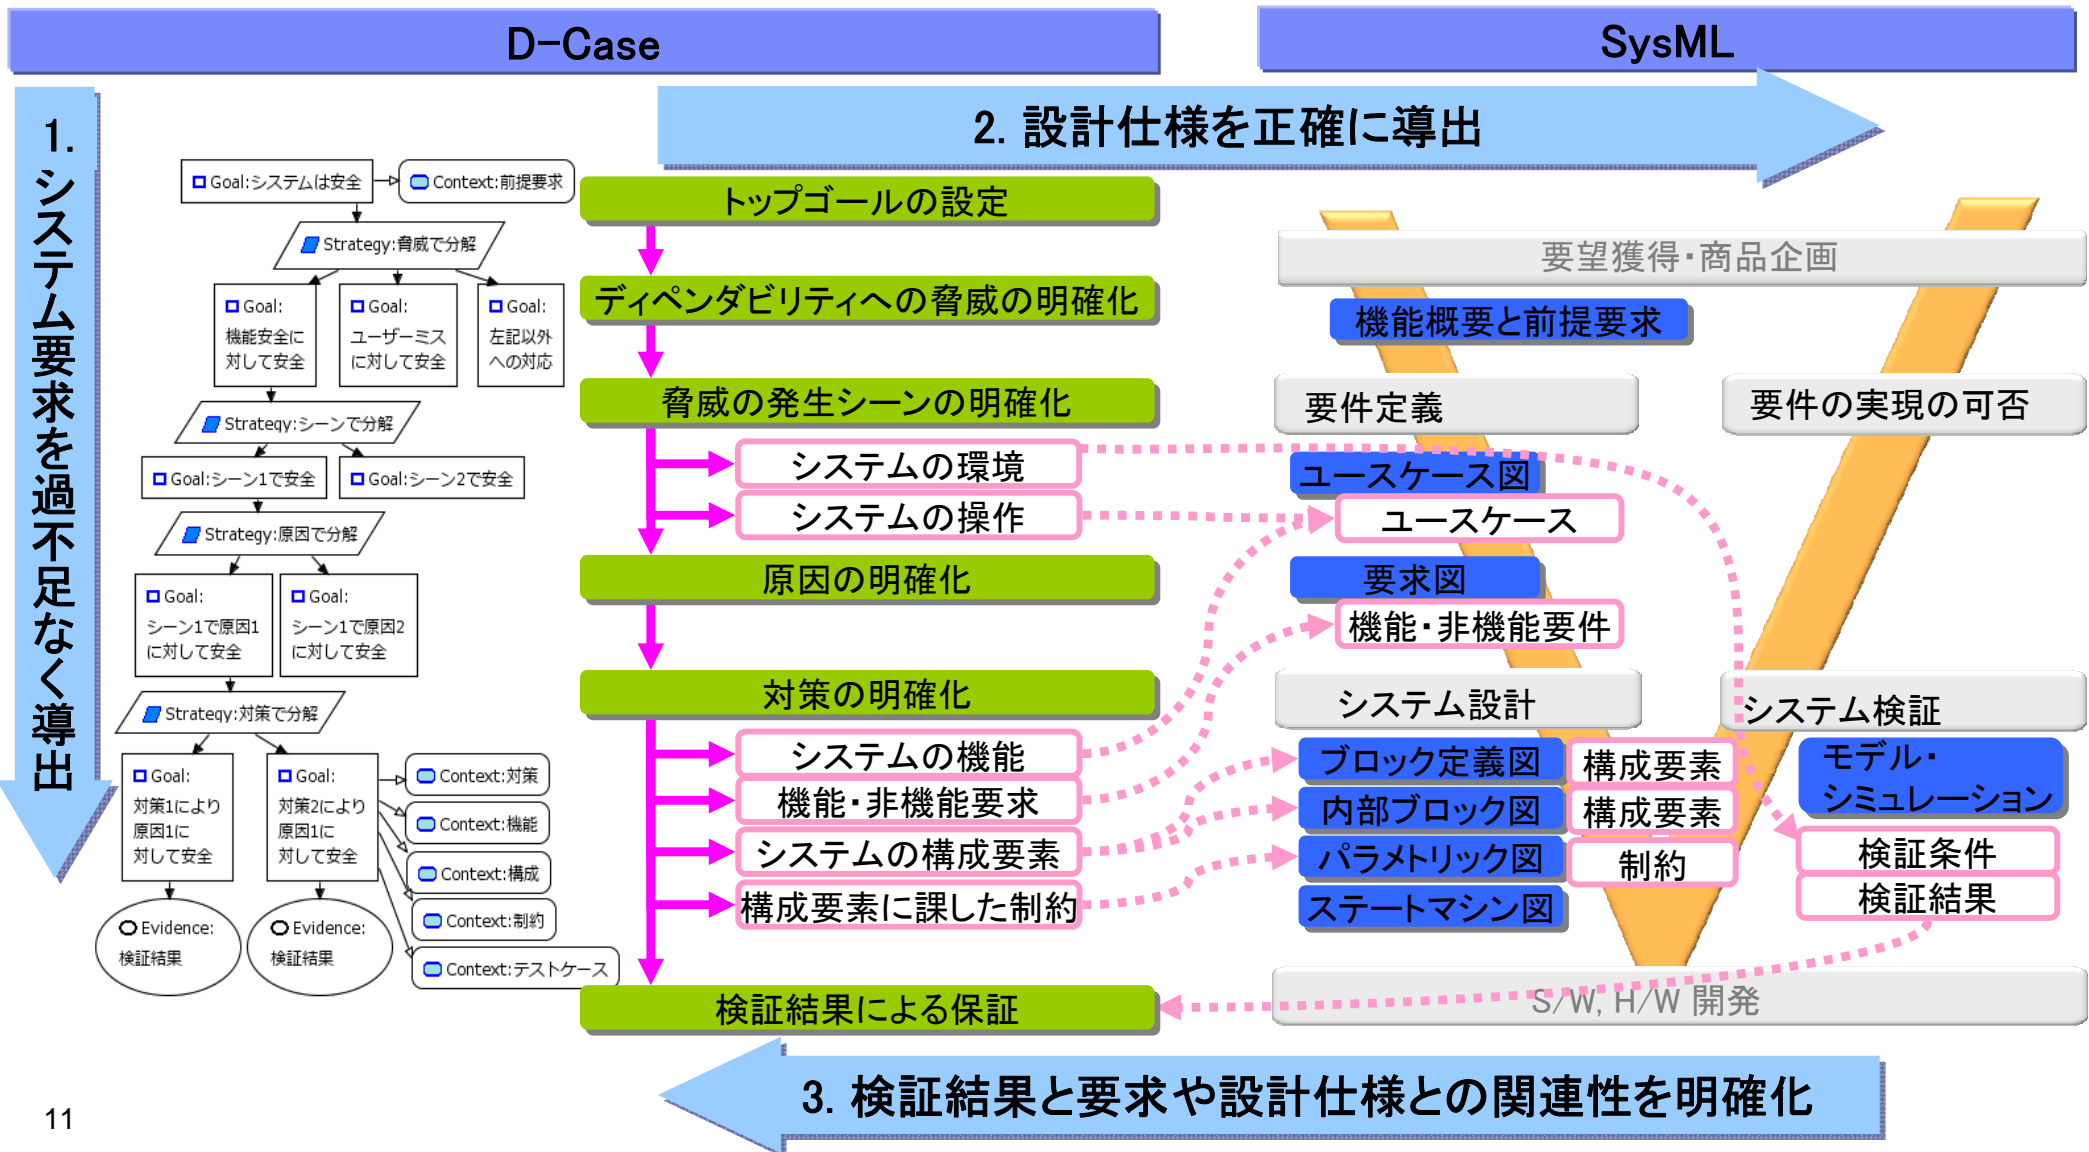 D-Case
SysML
1.システム要求を過不足なく導出
2. 設計仕様を正確に導出
Goal:システムは安全
Context:前提要求
Strategy:脅威で分解
Goal:
機能安全に
対して安全
Goal:
ユーザーミス
に対して安全
Goal:
左記以外
への対応
Strategy:シーンで分解
Goal:シーン1で安全
Goal:シーン2で安全
Strategy:原因で分解
Goal:
シーン1で原因1
に対して安全
Goal:
シーン1で原因2
に対して安全
Strategy:対策で分解
Goal:
対策1により
原因1に
対して安全
Goal:
対策2により
原因1に
対して安全
Context:対策
Context:機能
Context:構成
Context:制約
Context:テストケース
Evidence:
検証結果
Evidence:
検証結果
トップゴールの設定
ディペンダビリティへの脅威の明確化
脅威の発生シーンの明確化
システムの環境
システムの操作
原因の明確化
対策の明確化
システムの機能
機能・非機能要求
システムの構成要素
構成要素に課した制約
検証結果による保証
要望獲得・商品企画
機能概要と前提要求
要件定義
要件の実現の可否
ユースケース図
ユースケース
要求図
機能・非機能要件
システム設計
システム検証
ブロック定義図
構成要素
内部ブロック図
構成要素
パラメトリック図
制約
ステートマシン図
モデル・
シミュレーション
検証条件
検証結果
S/W, H/W 開発
3. 検証結果と要求や設計仕様との関連性を明確化
11